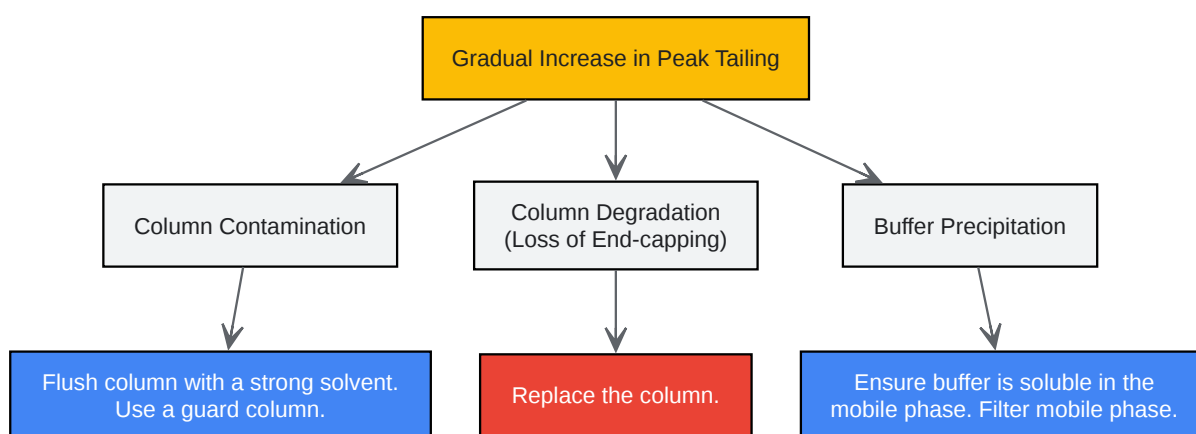 Gradual Increase in Peak Tailing
Column Contamination
Column Degradation
(Loss of End-capping)
Buffer Precipitation
Flush column with a strong solvent.
Use a guard column.
Replace the column.
Ensure buffer is soluble in the
mobile phase. Filter mobile phase.